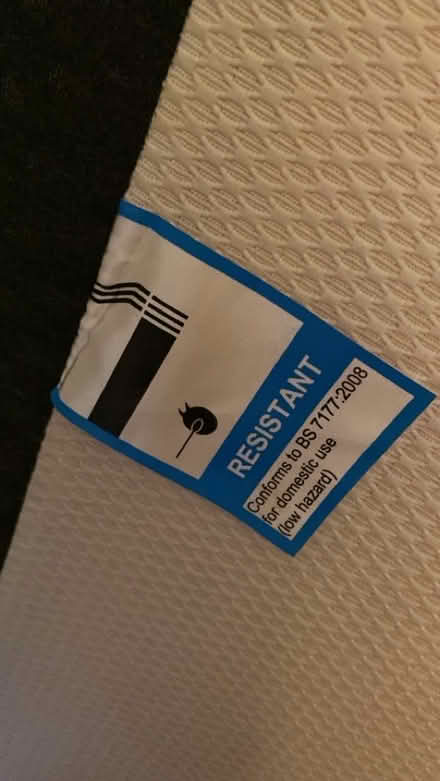 RESISTANT
Conforms to BS 7177:2008
for domestic use
(low hazard)